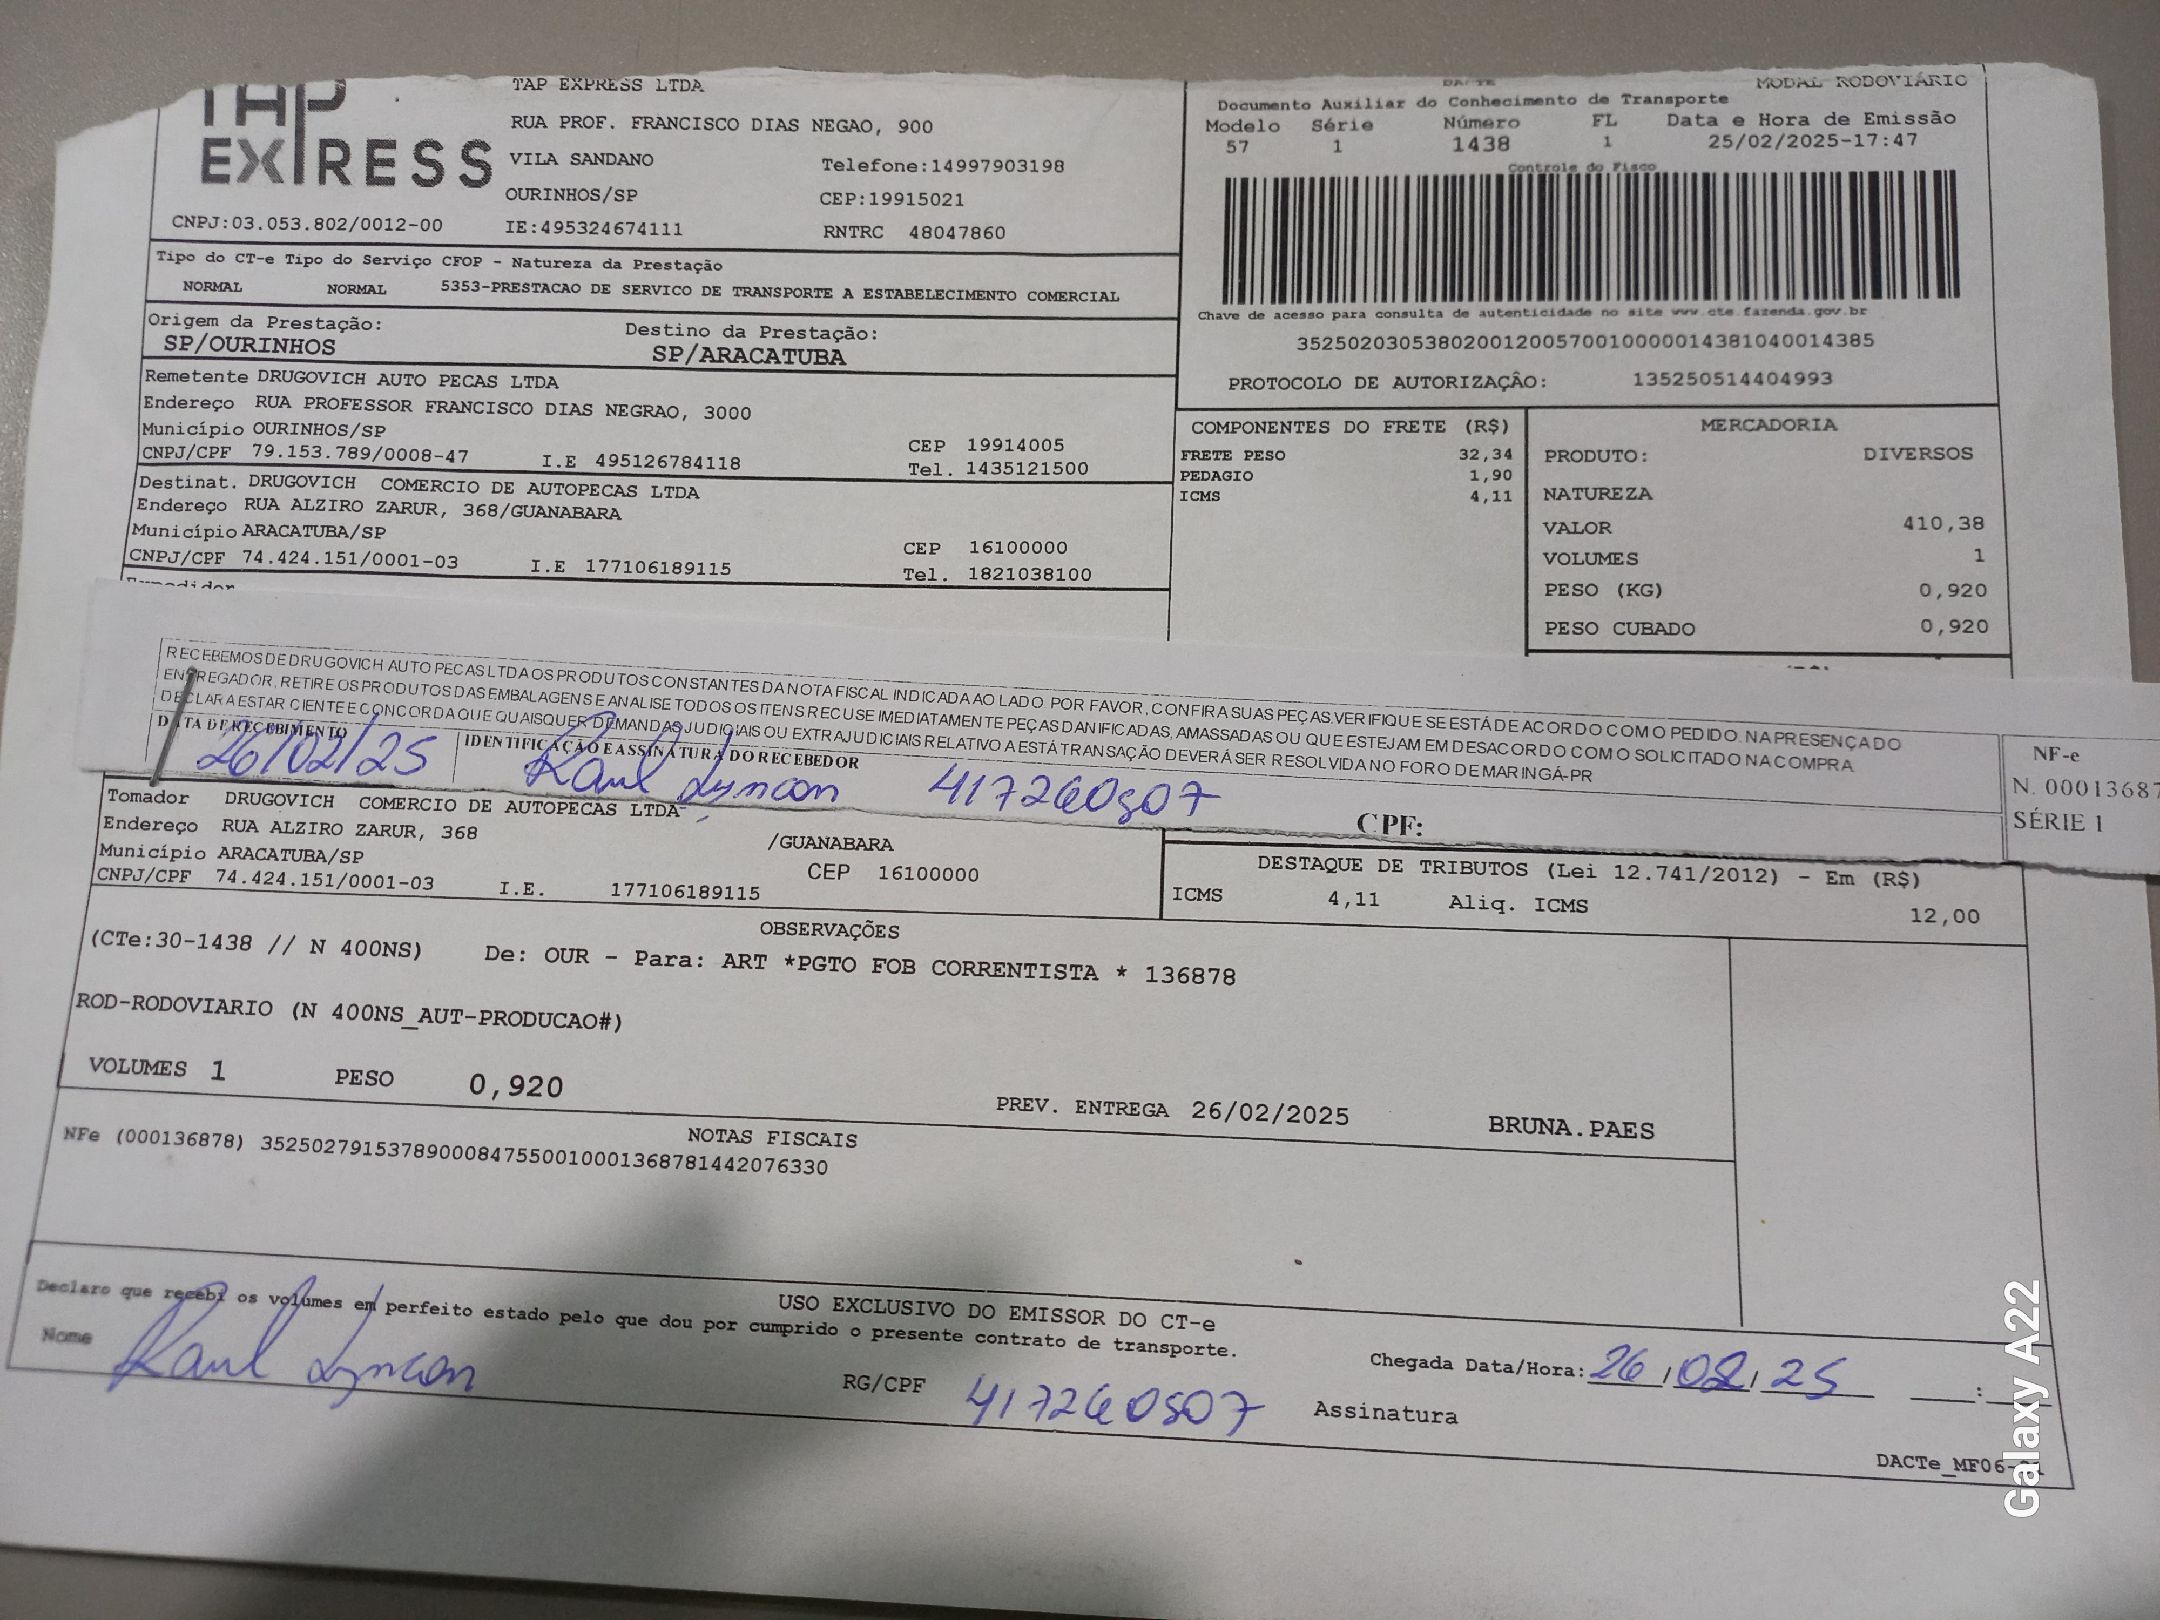 TAP
EXPRESS
TAP EXPRESS LTDA
RUA PROF. FRANCISCO DIAS NEGAO, 900
VILA SANDANO Telefone:14997903198
OURINHOS/SP CEP:19915021
CNPJ:03.053.802/0012-00 IE:495324674111 RNTRC 48047860
DACTE MODAL RODOVIÁRIO
Documento Auxiliar do Conhecimento de Transporte
Modelo Série Número FL Data e Hora de Emissão
57 1 1438 1 25/02/2025-17:47
Controle do Fisco
Chave de acesso para consulta de autenticidade no site www.cte.fazenda.gov.br
35250203053802001200570010000014381040014385
PROTOCOLO DE AUTORIZAÇÃO: 135250514404993
Tipo do CT-e Tipo do Serviço CFOP - Natureza da Prestação
NORMAL NORMAL 5353-PRESTACAO DE SERVICO DE TRANSPORTE A ESTABELECIMENTO COMERCIAL
Origem da Prestação: Destino da Prestação:
SP/OURINHOS SP/ARACATUBA
Remetente DRUGOVICH AUTO PECAS LTDA
Endereço RUA PROFESSOR FRANCISCO DIAS NEGRAO, 3000
Município OURINHOS/SP CEP 19914005
CNPJ/CPF 79.153.789/0008-47 I.E 495126784118 Tel. 1435121500
Destinat. DRUGOVICH COMERCIO DE AUTOPECAS LTDA
Endereço RUA ALZIRO ZARUR, 368/GUANABARA
Município ARACATUBA/SP CEP 16100000
CNPJ/CPF 74.424.151/0001-03 I.E 177106189115 Tel. 1821038100
COMPONENTES DO FRETE (R$)
FRETE PESO 32,34
PEDAGIO 1,90
ICMS 4,11
MERCADORIA
PRODUTO: DIVERSOS
NATUREZA
VALOR 410,38
VOLUMES 1
PESO (KG) 0,920
PESO CUBADO 0,920
RECEBEMOS DE DRUGOVICH AUTO PECAS LTDA OS PRODUTOS CONSTANTES DA NOTA FISCAL INDICADA AO LADO. POR FAVOR, CONFIRA SUAS PEÇAS, VERIFIQUE SE ESTÁ DE ACORDO COM O PEDIDO. NA PRESENÇA DO
ENTREGADOR, RETIRE OS PRODUTOS DAS EMBALAGENS E ANALISE TODOS OS ITENS RECUSE IMEDIATAMENTE PEÇAS DANIFICADAS, AMASSADAS OU QUE ESTEJAM EM DESACORDO COM O SOLICITADO NA COMPRA
DECLARA ESTAR CIENTE E CONCORDA QUE QUAISQUER DEMANDAS JUDICIAIS OU EXTRAJUDICIAIS RELATIVO A ESTÁ TRANSAÇÃO DEVERÁ SER RESOLVIDA NO FORO DE MARINGÁ-PR
DATA DE RECEBIMENTO IDENTIFICAÇÃO E ASSINATURA DO RECEBEDOR
26/02/25 Raul Lyncon 417260507
CPF:
NF-e
N. 00013687
SÉRIE 1
Tomador DRUGOVICH COMERCIO DE AUTOPECAS LTDA
Endereço RUA ALZIRO ZARUR, 368 /GUANABARA
Município ARACATUBA/SP CEP 16100000
CNPJ/CPF 74.424.151/0001-03 I.E. 177106189115
DESTAQUE DE TRIBUTOS (Lei 12.741/2012) - Em (R$)
ICMS 4,11 Aliq. ICMS 12,00
OBSERVAÇÕES
(CTe:30-1438 // N 400NS) De: OUR - Para: ART *PGTO FOB CORRENTISTA * 136878
ROD-RODOVIARIO (N 400NS_AUT-PRODUCAO#)
VOLUMES 1 PESO 0,920 PREV. ENTREGA 26/02/2025 BRUNA.PAES
NOTAS FISCAIS
NFe (000136878) 35250279153789000847550010001368781442076330
USO EXCLUSIVO DO EMISSOR DO CT-e
Declaro que recebi os volumes em perfeito estado pelo que dou por cumprido o presente contrato de transporte.
Nome Raul Lyncon RG/CPF 417260507 Assinatura
Chegada Data/Hora: 26/02/25 :
DACTe_MF06-
Galaxy A22